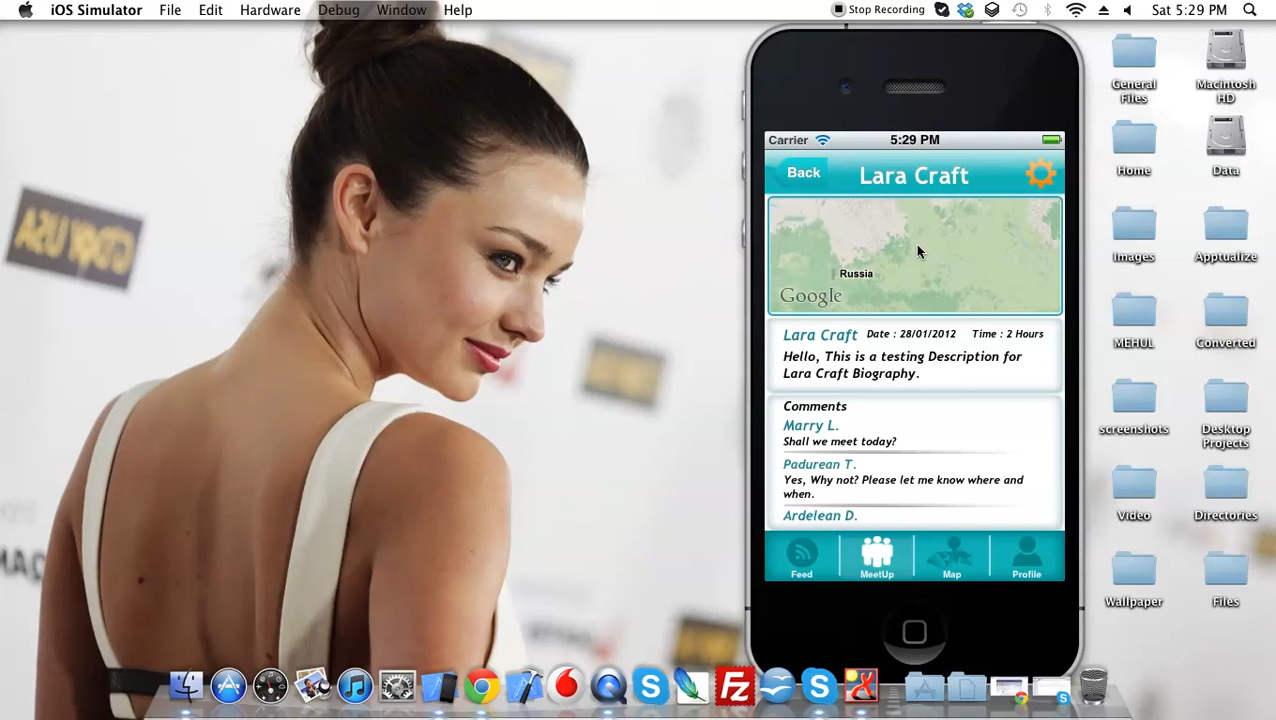 iOS Simulator File Edit Hardware Debug Window Help Stop Recording Sat 5:29 PM
General Files
Macintosh HD
Home
Data
Images
Apptualize
MEHUL
Converted
screenshots
Desktop Projects
Video
Directories
Wallpaper
Files
Carrier 5:29 PM
Back Lara Craft
Russia
Google
Lara Craft Date : 28/01/2012 Time : 2 Hours
Hello, This is a testing Description for
Lara Craft Biography.
Comments
Marry L.
Shall we meet today?
Padurean T.
Yes, Why not? Please let me know where and
when.
Ardelean D.
Feed MeetUp Map Profile